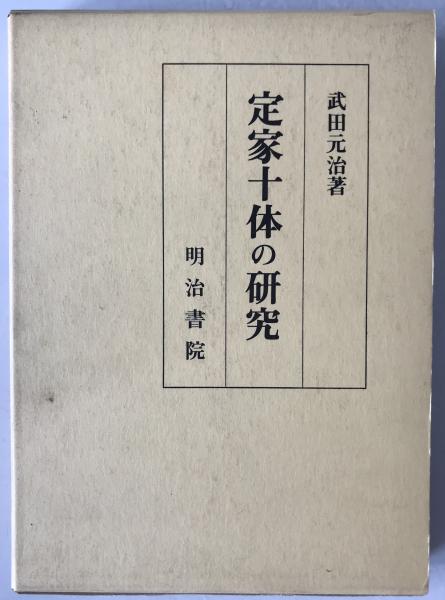 武田元治著
定家十体の研究
明治書院